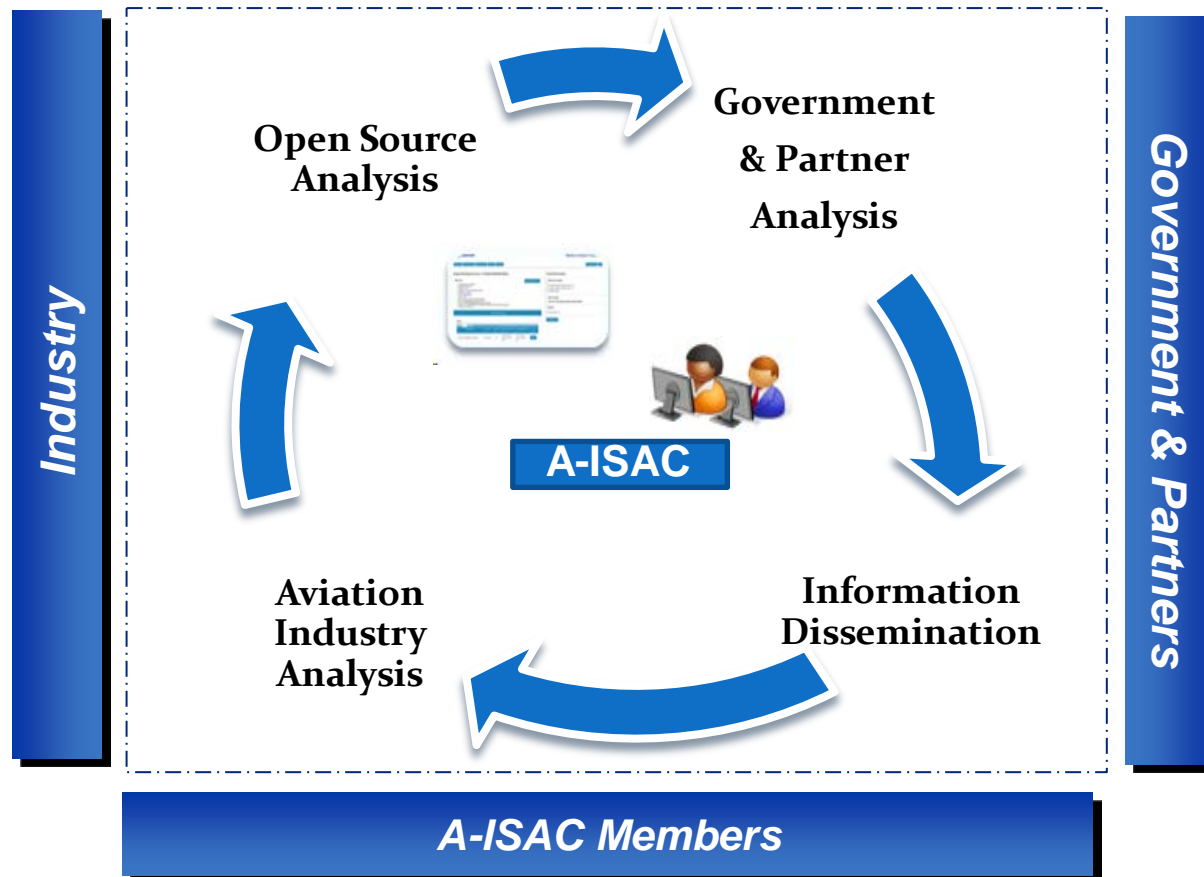 Industry
Open Source
Analysis
Government
& Partner
Analysis
A-ISAC
Aviation
Industry
Analysis
Information
Dissemination
Government & Partners
A-ISAC Members